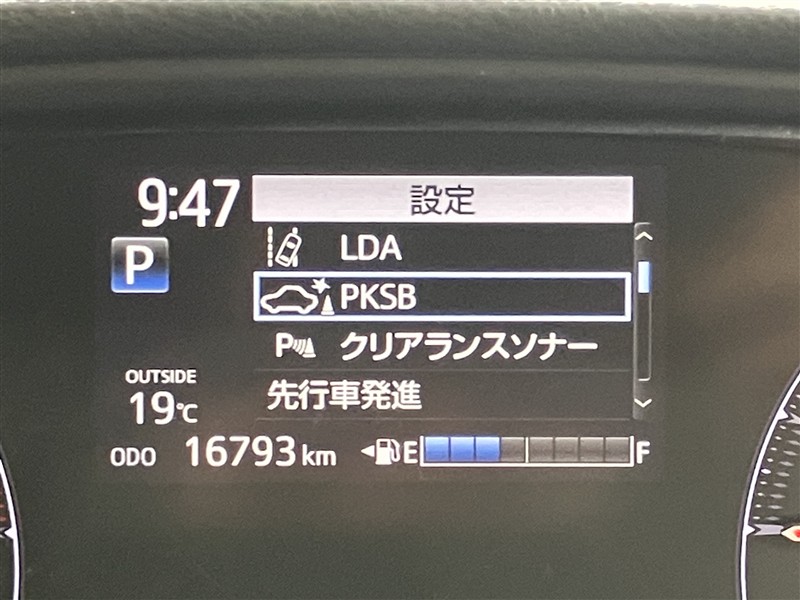 9:47
設定
LDA
P
PKSB
P クリアランスソナー
OUTSIDE
19℃
先行車発進
ODO 16793 km
E F